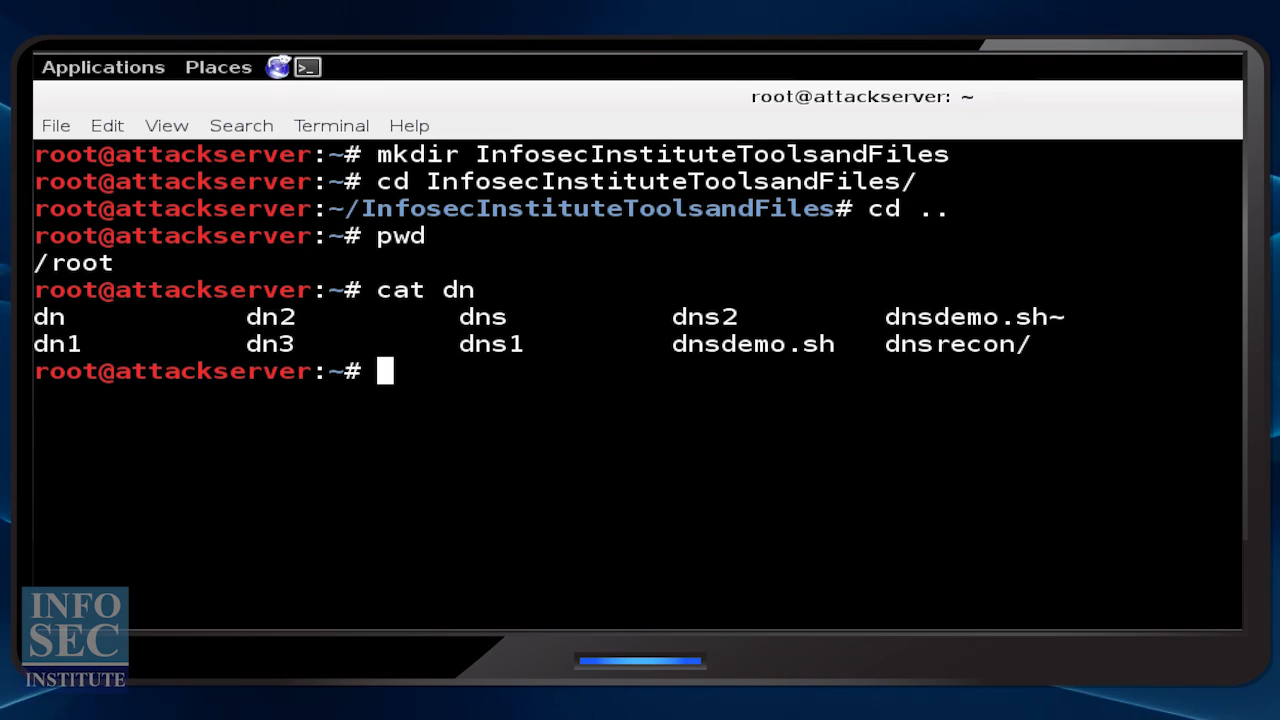 Applications Places
root@attackserver: ~
File Edit View Search Terminal Help
root@attackserver:~# mkdir InfosecInstituteToolsandFiles
root@attackserver:~# cd InfosecInstituteToolsandFiles/
root@attackserver:~/InfosecInstituteToolsandFiles# cd ..
root@attackserver:~# pwd
/root
root@attackserver:~# cat dn
dn dn2 dns dns2 dnsdemo.sh~
dn1 dn3 dns1 dnsdemo.sh dnsrecon/
root@attackserver:~#
INFO
SEC
INSTITUTE